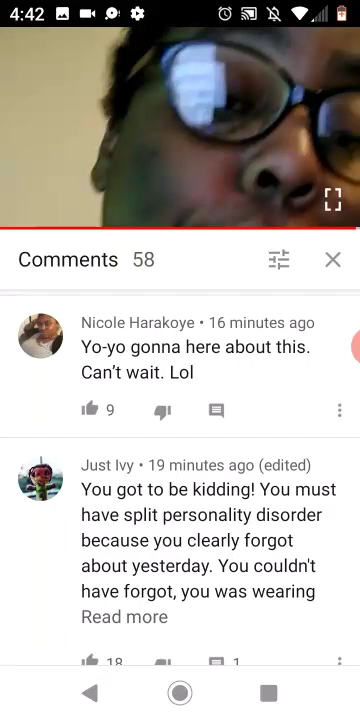 4:42
Comments 58
Nicole Harakoye • 16 minutes ago
Yo-yo gonna here about this.
Can’t wait. Lol
9
Just Ivy • 19 minutes ago (edited)
You got to be kidding! You must
have split personality disorder
because you clearly forgot
about yesterday. You couldn't
have forgot, you was wearing
Read more
18
1